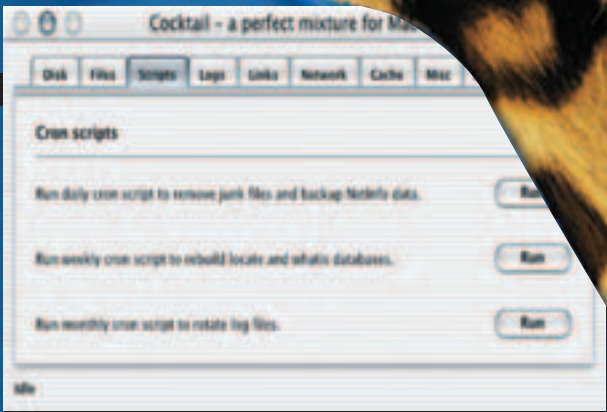 Cocktail – a perfect mixture for Mac
Disk Files Scripts Logs Links Network Cache Misc
Cron scripts
Run daily cron script to remove junk files and backup NetInfo data. Run
Run weekly cron script to rebuild locate and whatis databases. Run
Run monthly cron script to rotate log files. Run
Idle